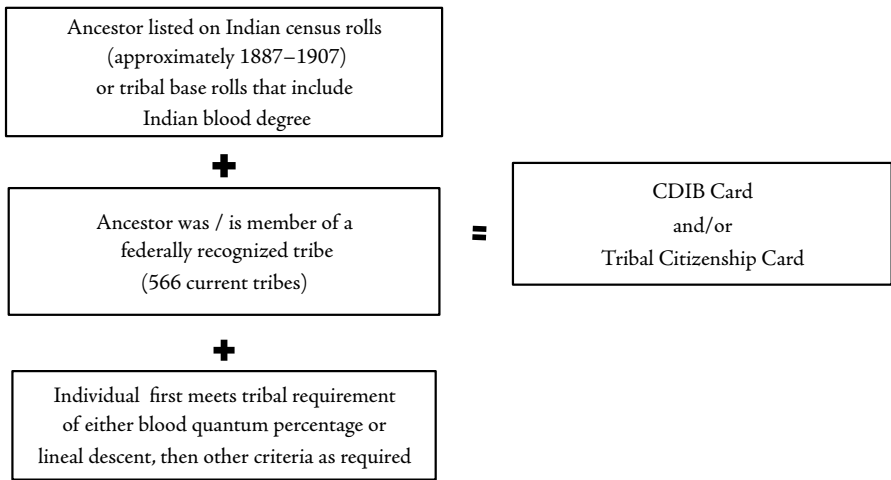 Ancestor listed on Indian census rolls
(approximately 1887–1907)
or tribal base rolls that include
Indian blood degree
+
Ancestor was / is member of a
federally recognized tribe
(566 current tribes)
+
Individual first meets tribal requirement
of either blood quantum percentage or
lineal descent, then other criteria as required
=
CDIB Card
and/or
Tribal Citizenship Card